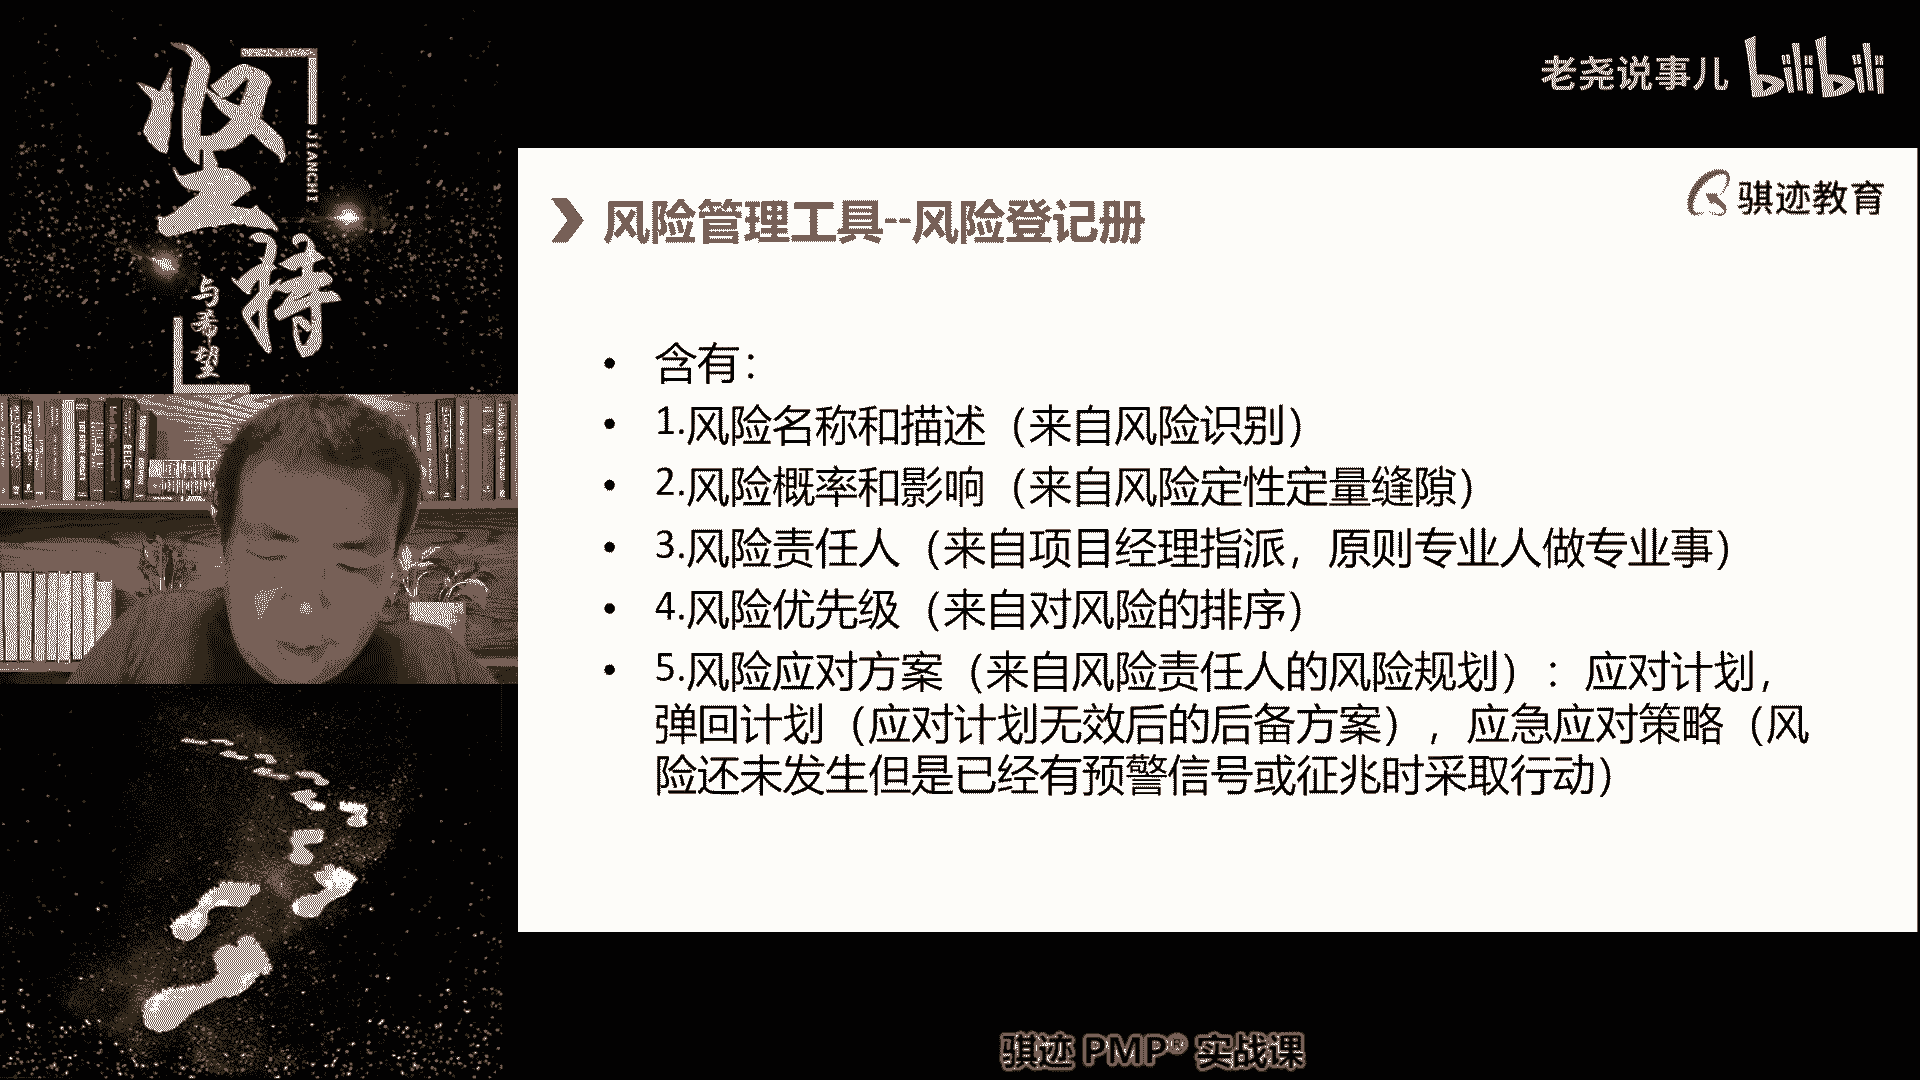 坚持
JIANCHI
与希望
老尧说事儿 bilibili
骐迹教育
风险管理工具--风险登记册
• 含有：
• 1.风险名称和描述（来自风险识别）
• 2.风险概率和影响（来自风险定性定量缝隙）
• 3.风险责任人（来自项目经理指派，原则专业人做专业事）
• 4.风险优先级（来自对风险的排序）
• 5.风险应对方案（来自风险责任人的风险规划）：应对计划，
弹回计划（应对计划无效后的后备方案），应急应对策略（风
险还未发生但是已经有预警信号或征兆时采取行动）
骐迹 PMP® 实战课